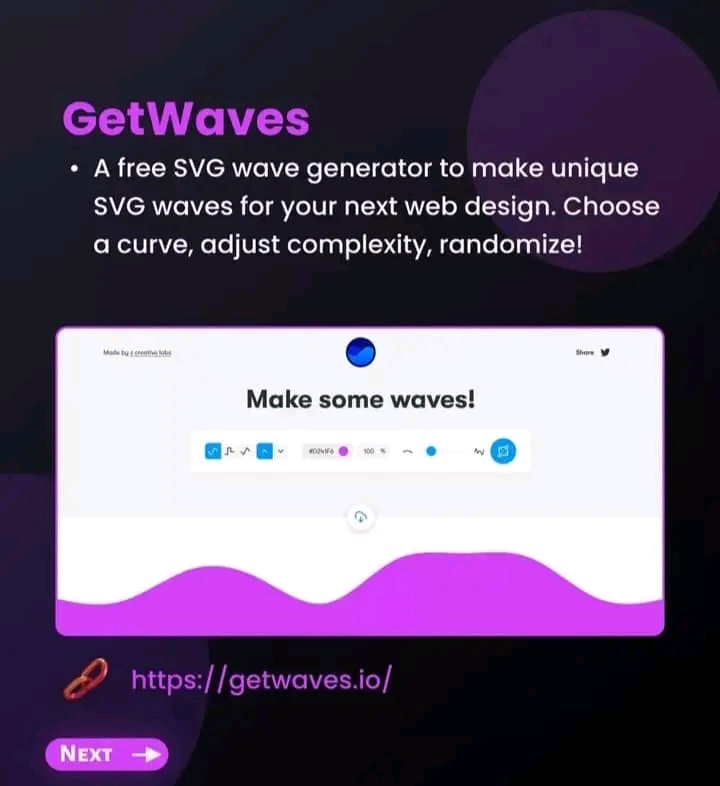 GetWaves
• A free SVG wave generator to make unique
SVG waves for your next web design. Choose
a curve, adjust complexity, randomize!
Made by z creative labs
Share
Make some waves!
#D241F6
100 %
https://getwaves.io/
NEXT